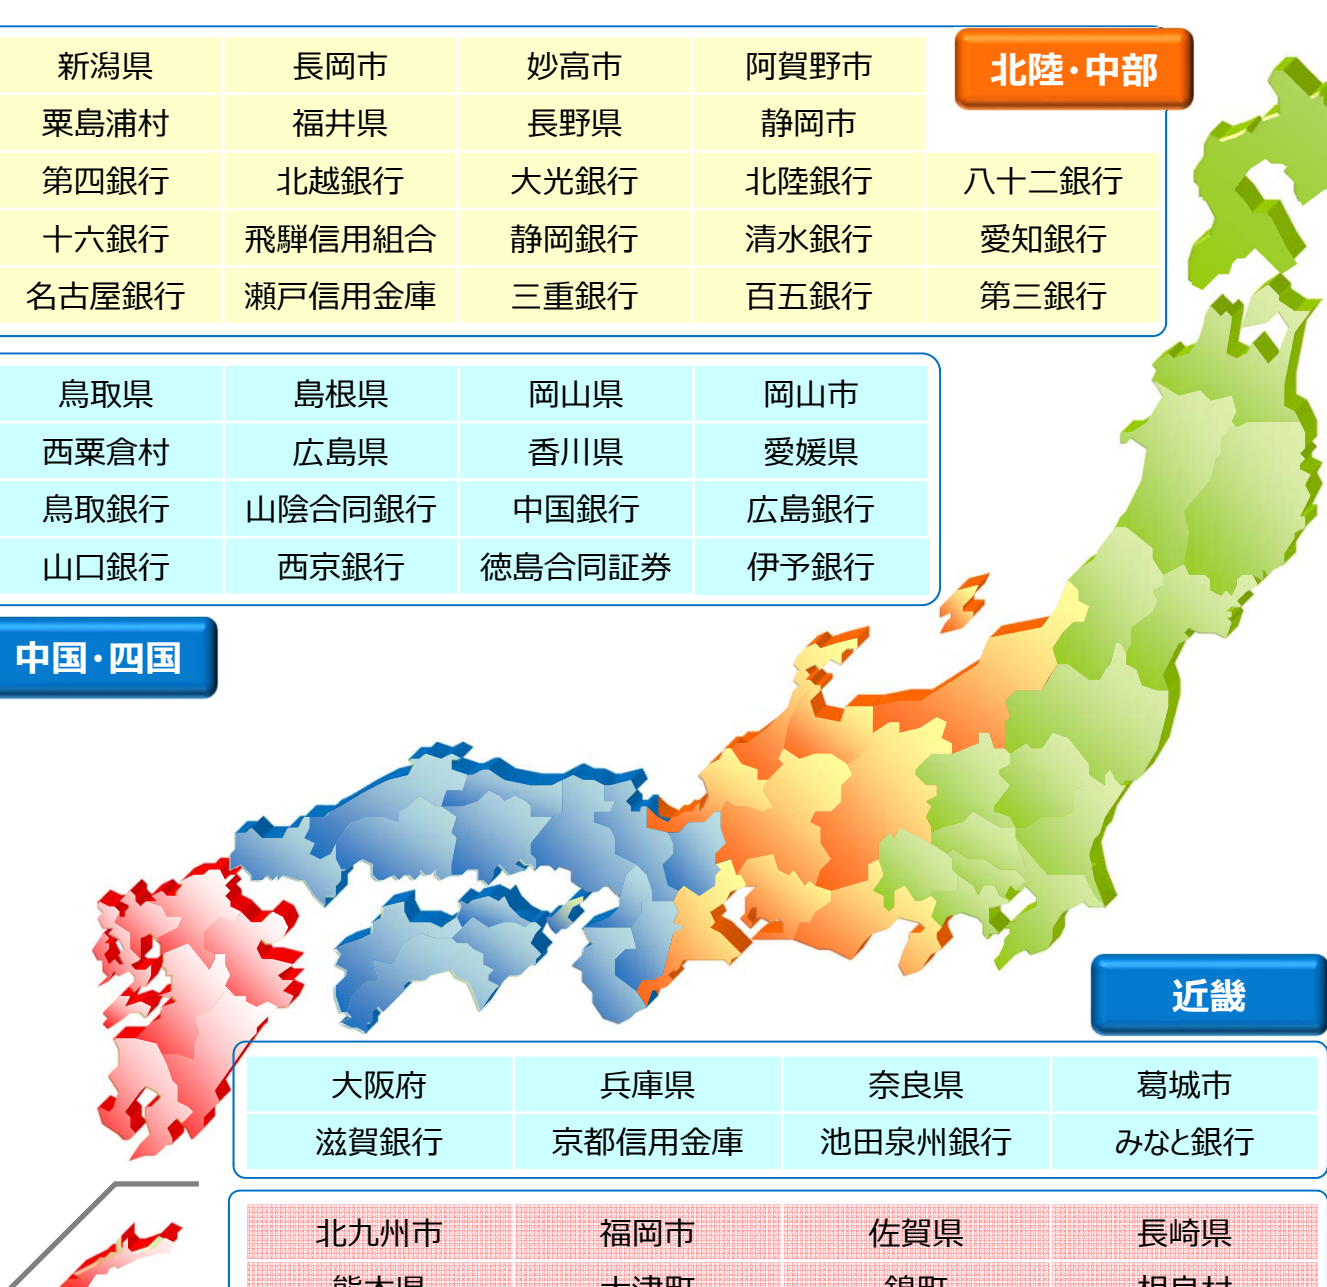 北陸・中部
新潟県 長岡市 妙高市 阿賀野市
粟島浦村 福井県 長野県 静岡市
第四銀行 北越銀行 大光銀行 北陸銀行 八十二銀行
十六銀行 飛騨信用組合 静岡銀行 清水銀行 愛知銀行
名古屋銀行 瀬戸信用金庫 三重銀行 百五銀行 第三銀行
鳥取県 島根県 岡山県 岡山市
西粟倉村 広島県 香川県 愛媛県
鳥取銀行 山陰合同銀行 中国銀行 広島銀行
山口銀行 西京銀行 徳島合同証券 伊予銀行
中国・四国
近畿
大阪府 兵庫県 奈良県 葛城市
滋賀銀行 京都信用金庫 池田泉州銀行 みなと銀行
北九州市 福岡市 佐賀県 長崎県
熊本県 大津町 錦町 相良村